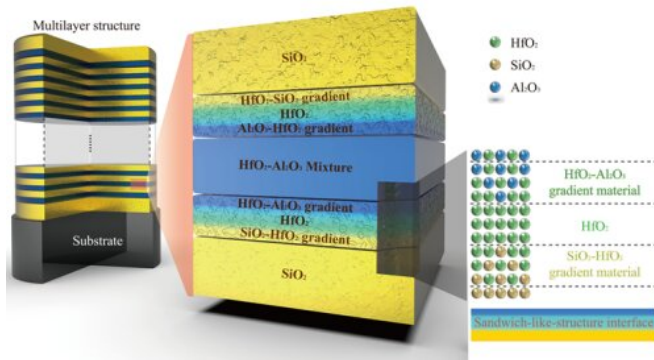 Multilayer structure
Substrate
SiO₂
HfO₂-SiO₂ gradient
HfO₂
Al₂O₃-HfO₂ gradient
HfO₂-Al₂O₃ Mixture
HfO₂-Al₂O₃ gradient
HfO₂
SiO₂-HfO₂ gradient
SiO₂
HfO₂
SiO₂
Al₂O₃
HfO₂-Al₂O₃
gradient material
HfO₂
SiO₂-HfO₂
gradient material
Sandwich-like-structure interface